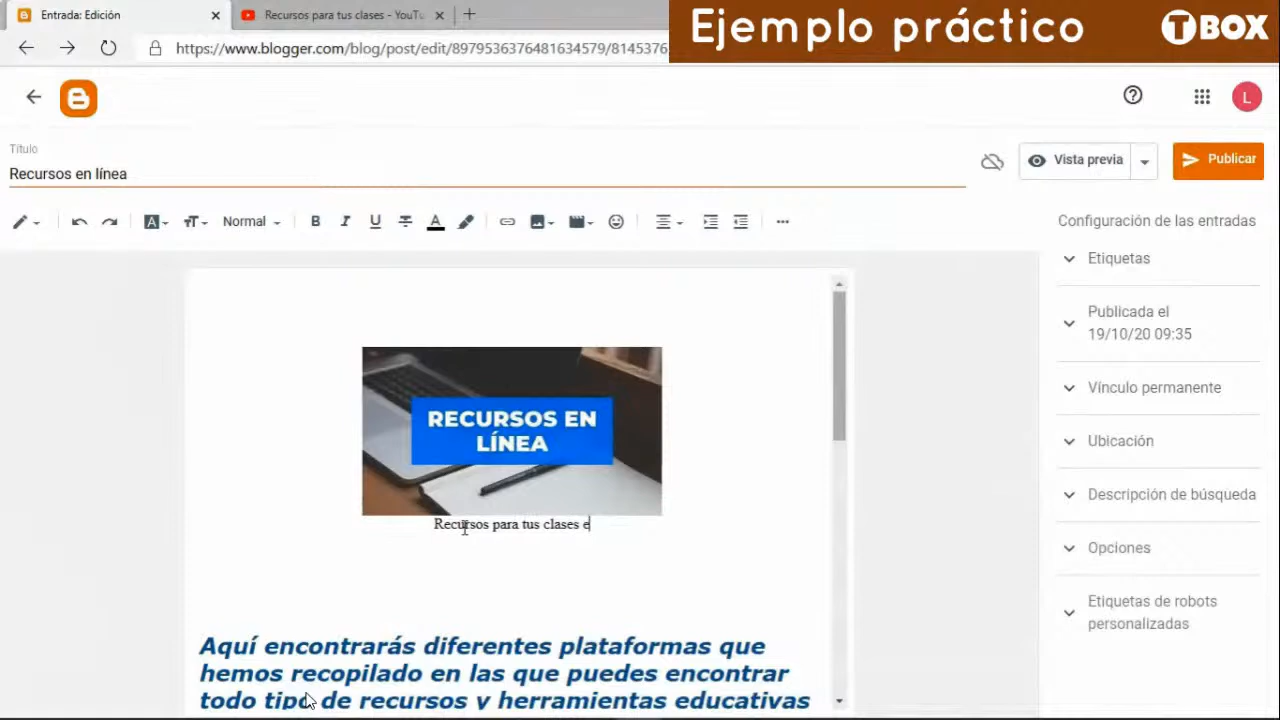 Entrada: Edición
Recursos para tus clases - YouTu
Ejemplo práctico
TBOX
https://www.blogger.com/blog/post/edit/8979536376481634579/8145376
L
Título
Recursos en línea
Vista previa
Publicar
Normal
B I U A
Configuración de las entradas
Etiquetas
Publicada el
19/10/20 09:35
Vínculo permanente
Ubicación
Descripción de búsqueda
Opciones
Etiquetas de robots
personalizadas
RECURSOS EN
LÍNEA
Recursos para tus clases e
Aquí encontrarás diferentes plataformas que
hemos recopilado en las que puedes encontrar
todo tipo de recursos y herramientas educativas